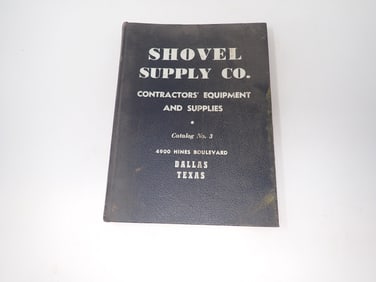 SHOVEL
SUPPLY CO.
CONTRACTORS' EQUIPMENT
AND SUPPLIES
Catalog No. 3
4900 HINES BOULEVARD
DALLAS
TEXAS